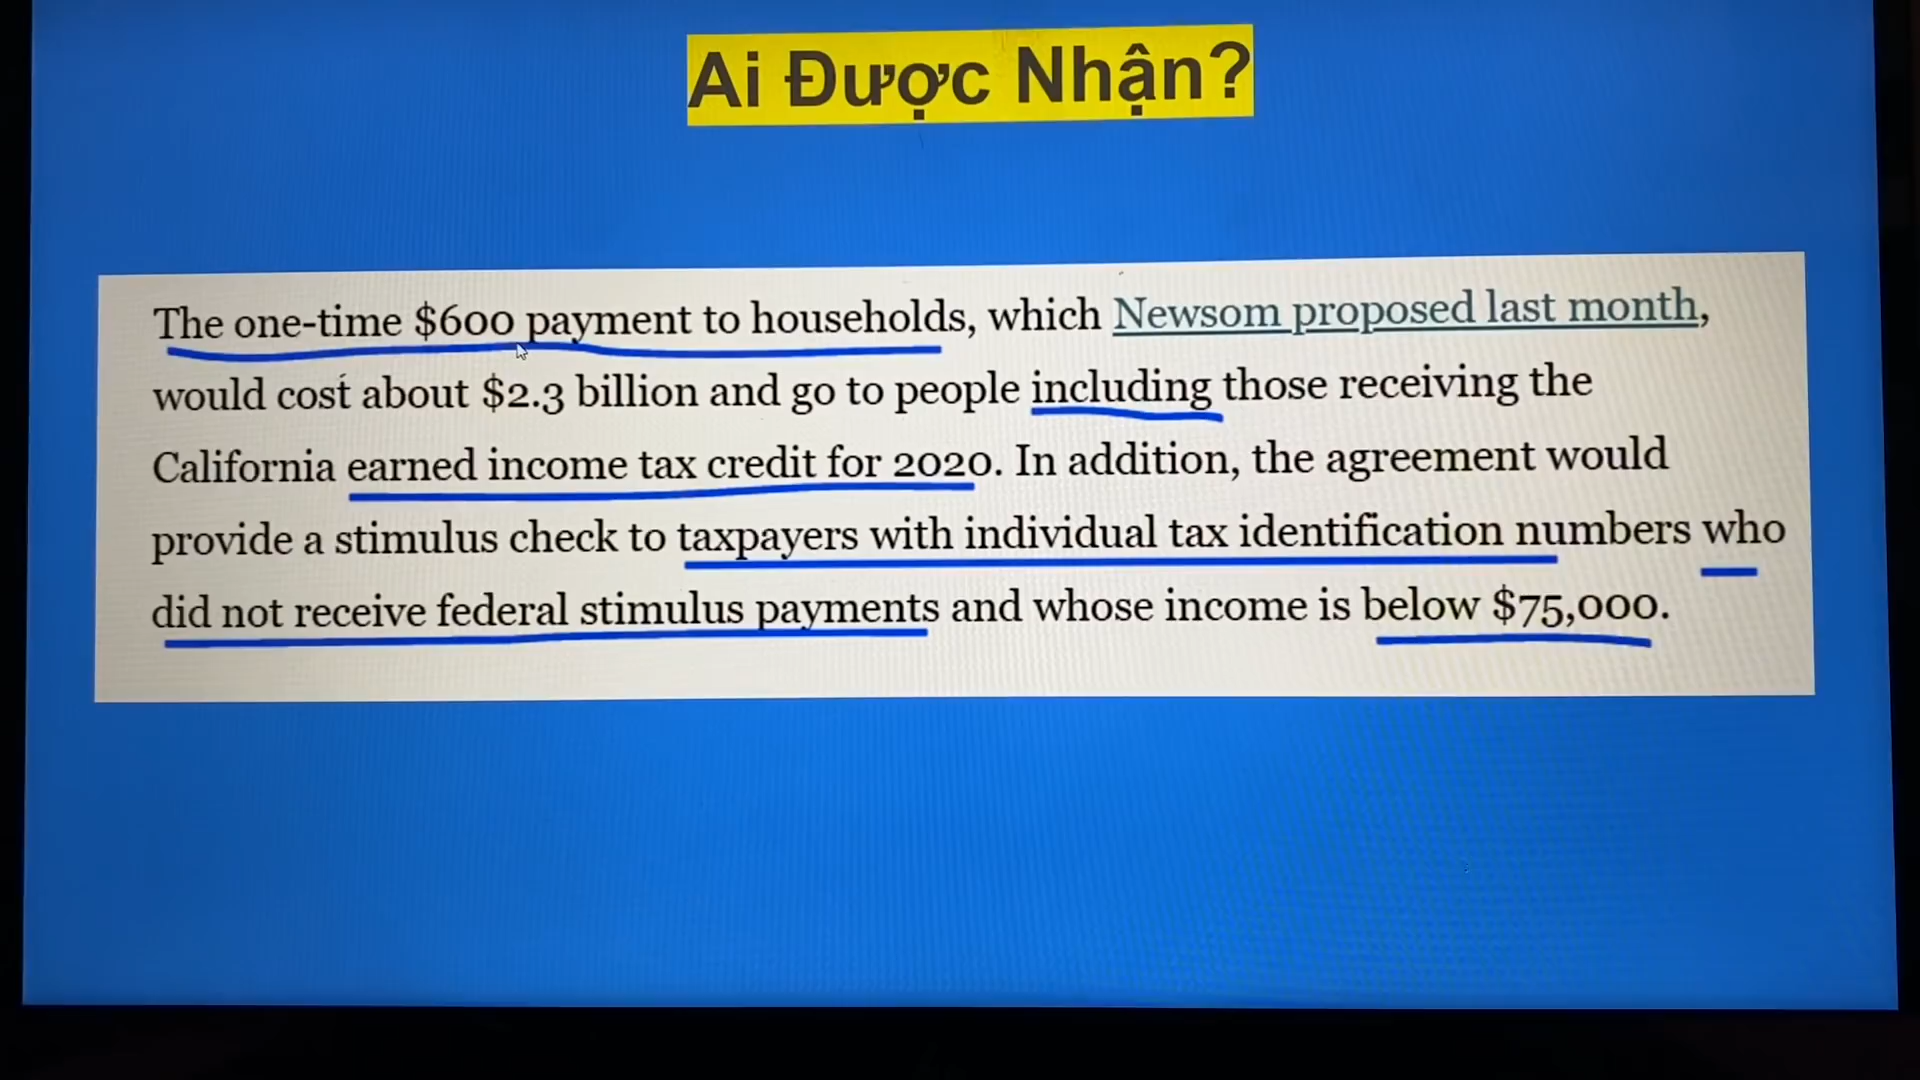 Ai Được Nhận?
The one-time $600 payment to households, which Newsom proposed last month,
would cost about $2.3 billion and go to people including those receiving the
California earned income tax credit for 2020. In addition, the agreement would
provide a stimulus check to taxpayers with individual tax identification numbers who
did not receive federal stimulus payments and whose income is below $75,000.